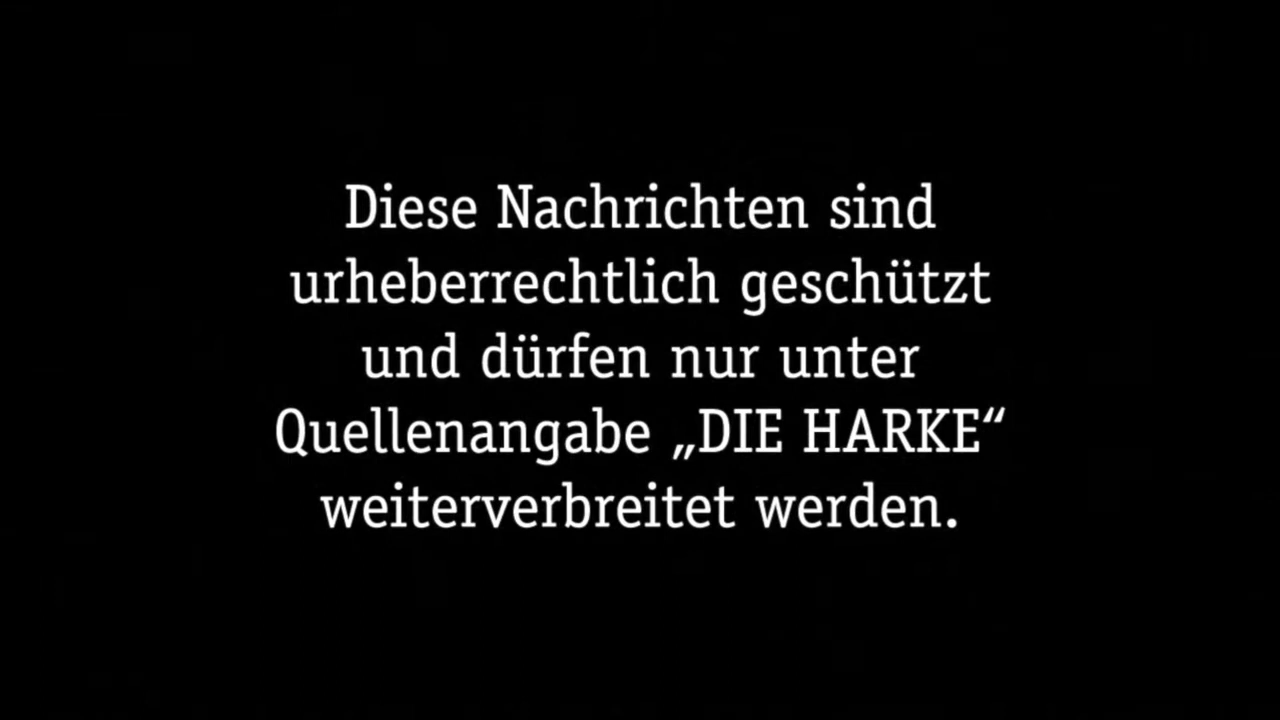 Diese Nachrichten sind
urheberrechtlich geschützt
und dürfen nur unter
Quellenangabe „DIE HARKE“
weiterverbreitet werden.